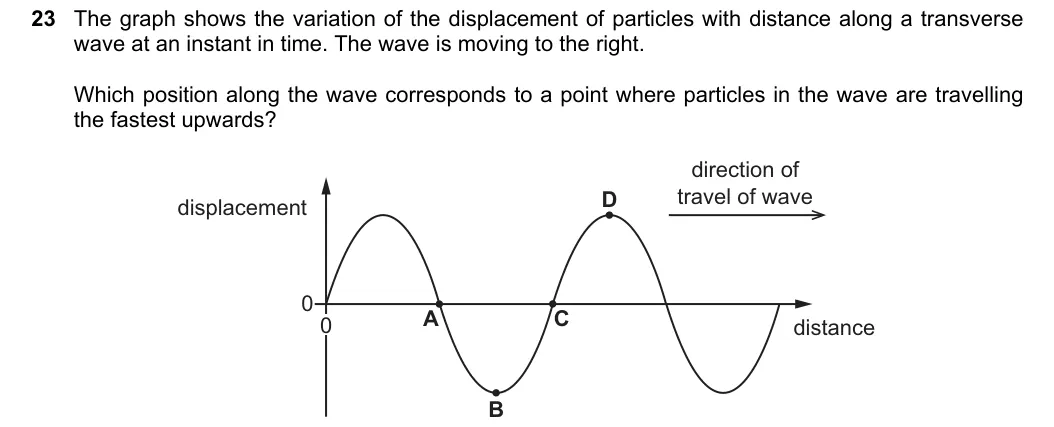 23 The graph shows the variation of the displacement of particles with distance along a transverse
wave at an instant in time. The wave is moving to the right.
Which position along the wave corresponds to a point where particles in the wave are travelling
the fastest upwards?
direction of
travel of wave
displacement
D
0
0
A
C
distance
B